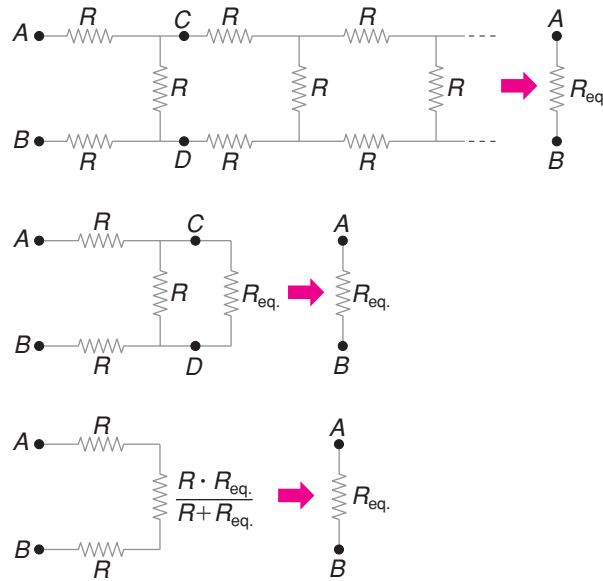 R C R R A
A
R R R R_eq
B
R D R R B
R C A
A
R R_eq. R_eq.
B
R D B
R A
A
R · R_eq. / R + R_eq. R_eq.
B
R B